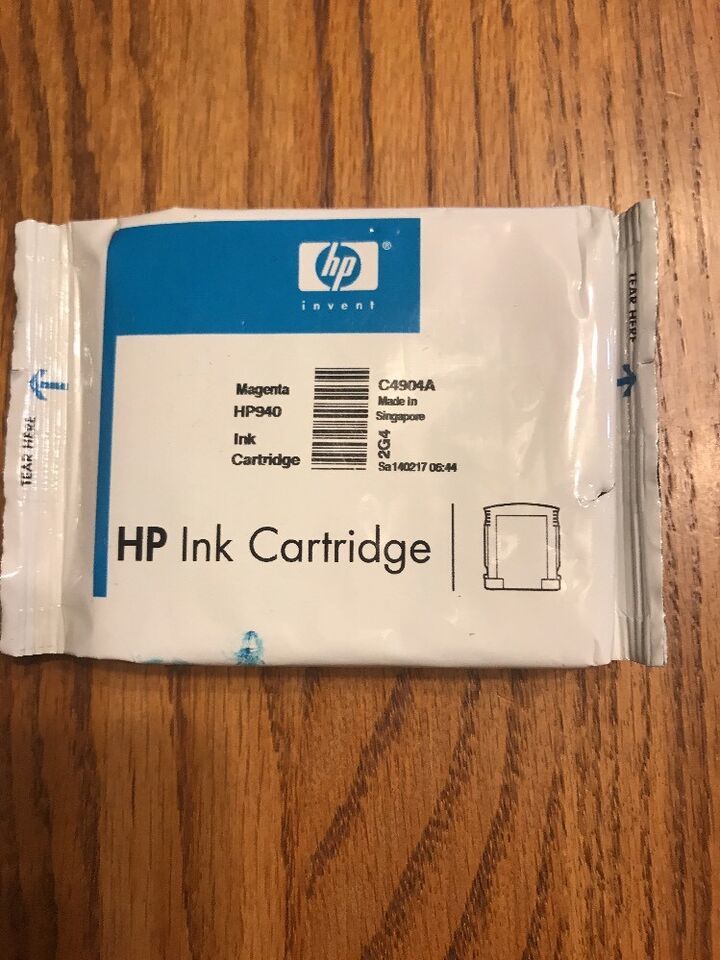 hp®
invent
Magenta
HP940
Ink
Cartridge
C4904A
Made in
Singapore
2G4
Sa140217 06:44
HP Ink Cartridge
TEAR HERE
TEAR HERE